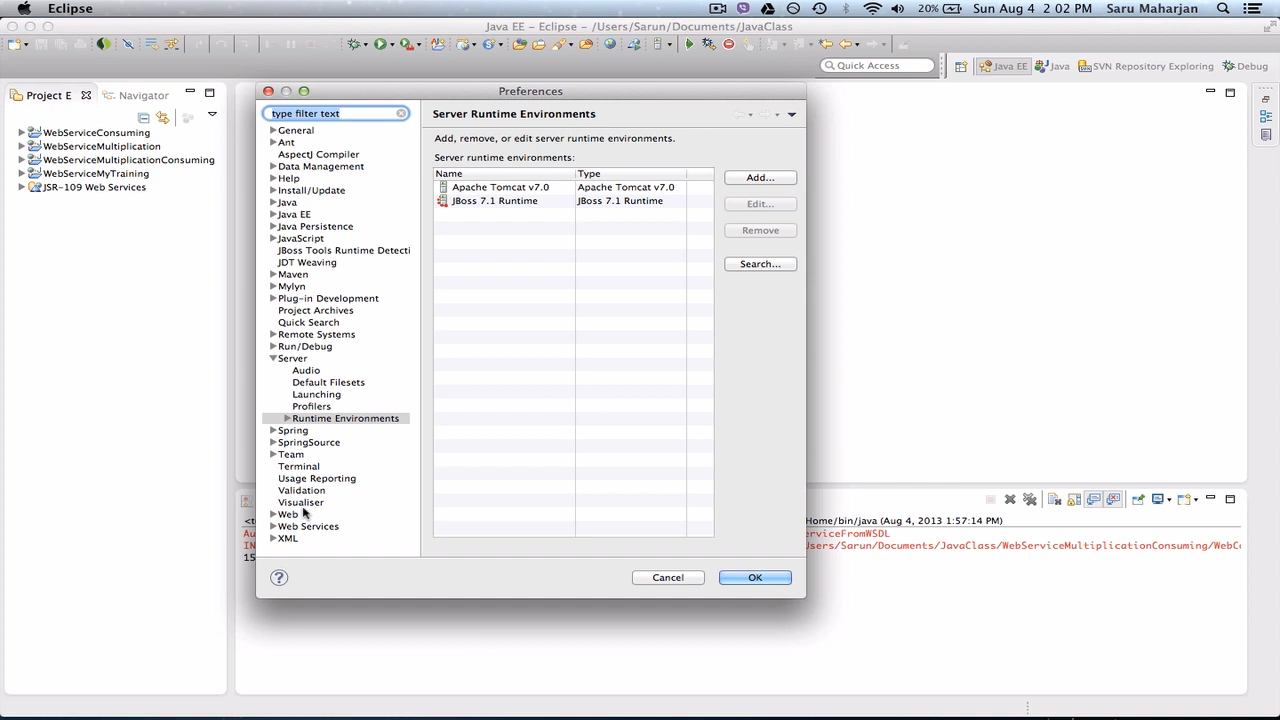 Eclipse
20%
Sun Aug 4 2:02 PM
Saru Maharjan
Java EE - Eclipse - /Users/Sarun/Documents/JavaClass
Quick Access
Java EE
Java
SVN Repository Exploring
Debug
Project E
Navigator
WebServiceConsuming
WebServiceMultiplication
WebServiceMultiplicationConsuming
WebServiceMyTraining
JSR-109 Web Services
Preferences
type filter text
General
Ant
AspectJ Compiler
Data Management
Help
Install/Update
Java
Java EE
Java Persistence
JavaScript
JBoss Tools Runtime Detecti
JDT Weaving
Maven
Mylyn
Plug-in Development
Project Archives
Quick Search
Remote Systems
Run/Debug
Server
Audio
Default Filesets
Launching
Profilers
Runtime Environments
Spring
SpringSource
Team
Terminal
Usage Reporting
Validation
Visualiser
Web
Web Services
XML
Server Runtime Environments
Add, remove, or edit server runtime environments.
Server runtime environments:
Name Type
Apache Tomcat v7.0 Apache Tomcat v7.0
JBoss 7.1 Runtime JBoss 7.1 Runtime
Add...
Edit...
Remove
Search...
Cancel
OK
<t
Home/bin/java (Aug 4, 2013 1:57:14 PM)
Au
erviceFromWSDL
IN
sers/Sarun/Documents/JavaClass/WebServiceMultiplicationConsuming/WebCo
15